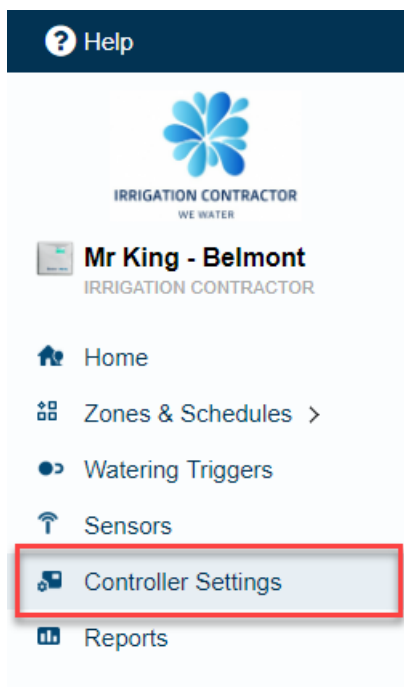 ? Help
IRRIGATION CONTRACTOR
WE WATER
Mr King - Belmont
IRRIGATION CONTRACTOR
Home
Zones & Schedules >
Watering Triggers
Sensors
Controller Settings
Reports